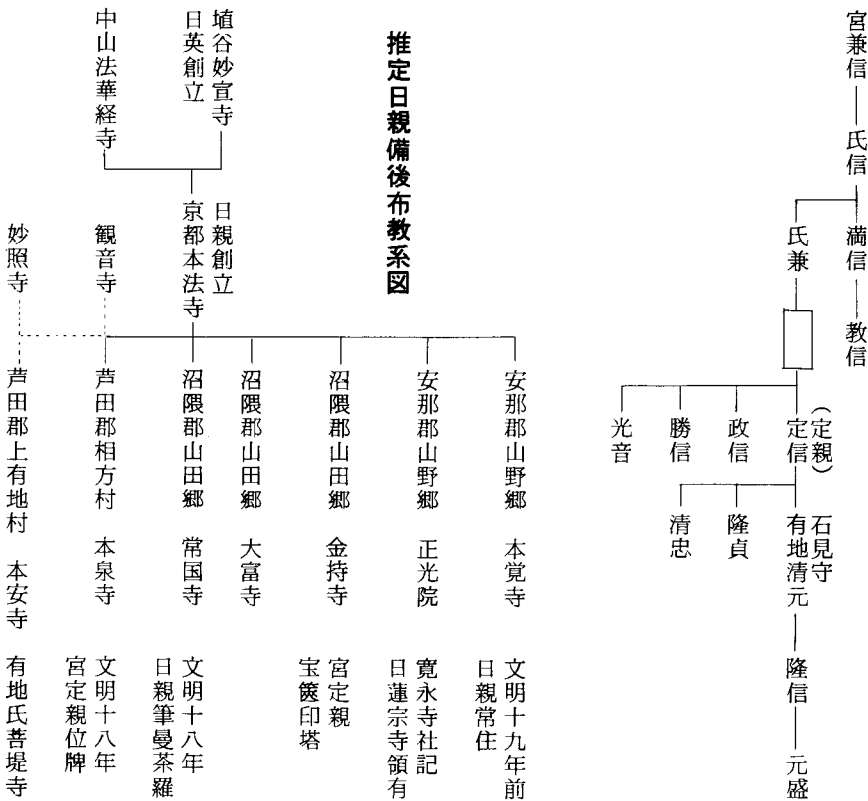 宮兼信
氏信
満信
教信
氏兼
(定親)
定信
政信
勝信
光音
石見守
有地清元
隆貞
清忠
隆信
元盛
推定日親備後布教系図
埴谷妙宣寺
日英創立
中山法華経寺
日親創立
京都本法寺
観音寺
妙照寺
安那郡山野郷 本覚寺
文明十九年前
日親常住
安那郡山野郷 正光院
寛永寺社記
日蓮宗寺領有
沼隈郡山田郷 金持寺
宮定親
宝篋印塔
沼隈郡山田郷 大富寺
沼隈郡山田郷 常国寺
文明十八年
日親筆曼茶羅
芦田郡相方村 本泉寺
文明十八年
宮定親位牌
芦田郡上有地村 本安寺
有地氏菩堤寺